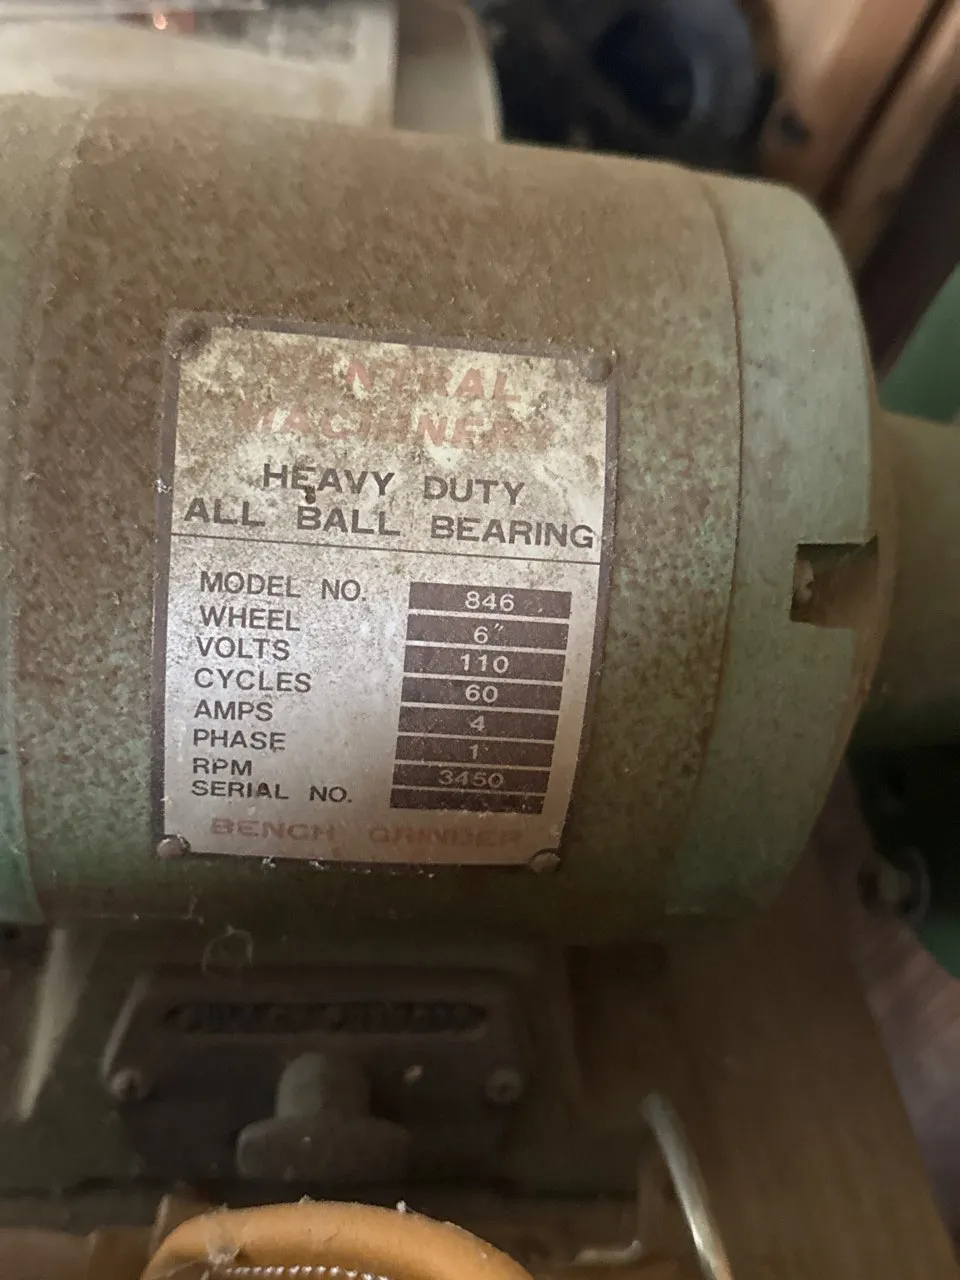 CENTRAL
MACHINERY
HEAVY DUTY
ALL BALL BEARING
MODEL NO. 846
WHEEL 6"
VOLTS 110
CYCLES 60
AMPS 4
PHASE 1
RPM 3450
SERIAL NO.
BENCH GRINDER